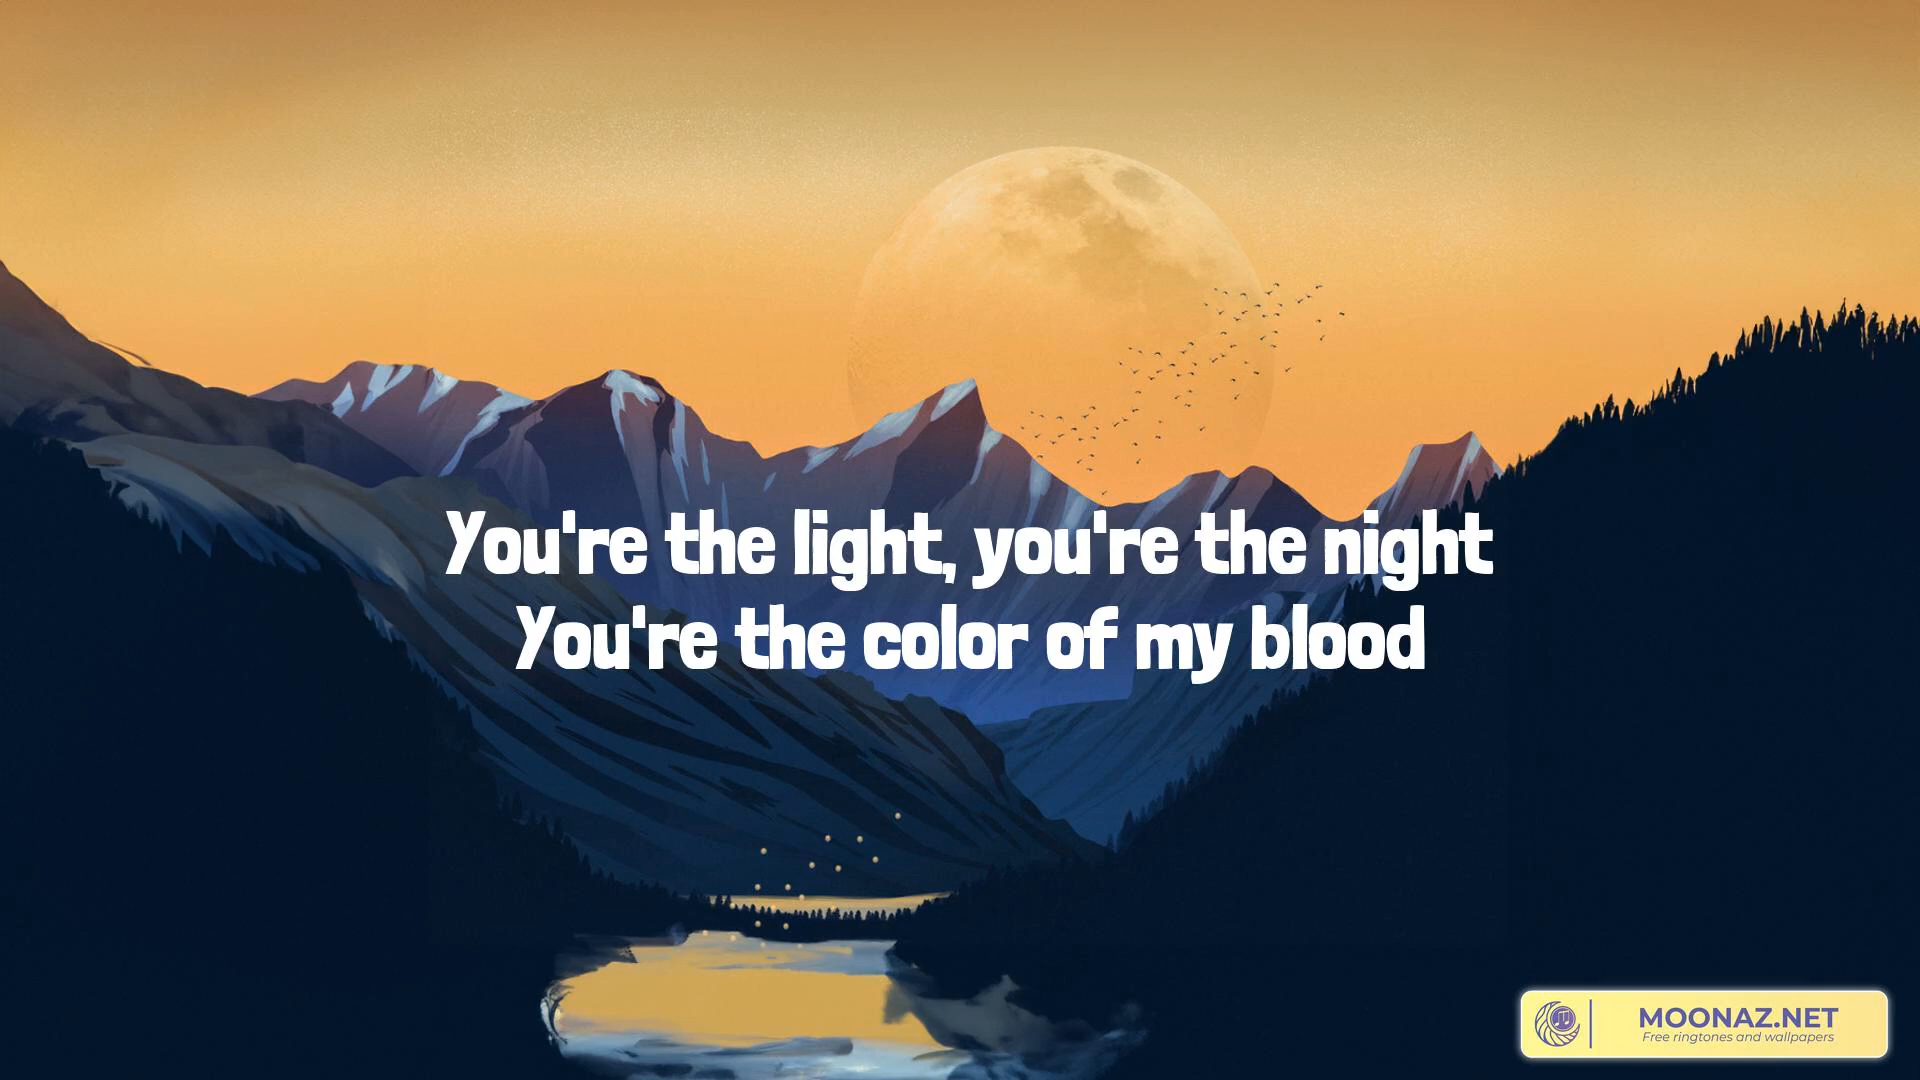 You're the light, you're the night
You're the color of my blood
MOONAZ.NET
Free ringtones and wallpapers